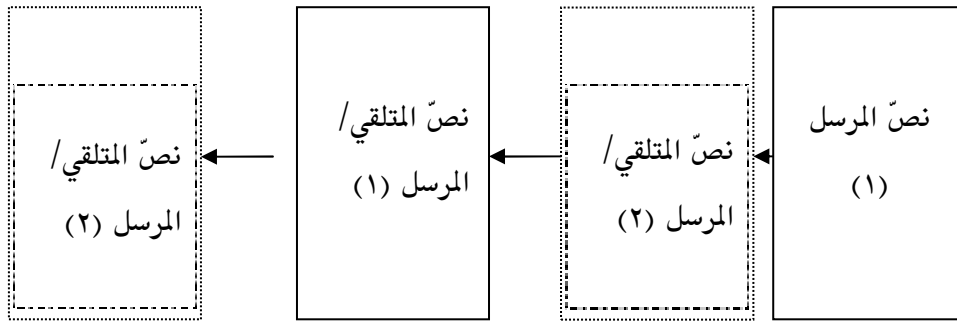 نصّ المرسل
(١)
نصّ المتلقي/
المرسل (٢)
نصّ المتلقي/
المرسل (١)
نصّ المتلقي/
المرسل (٢)